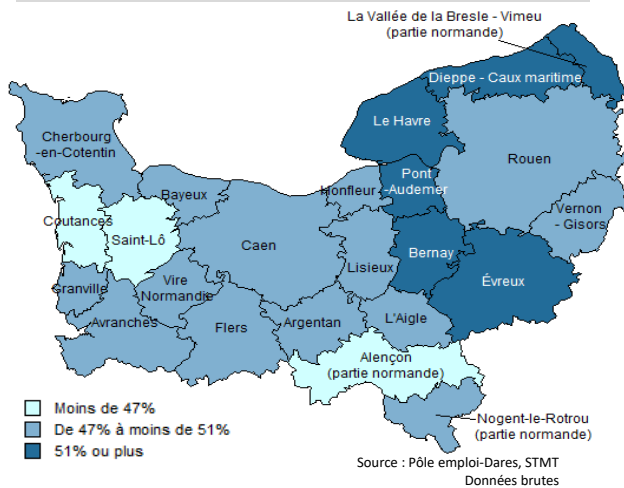 La Vallée de la Bresle - Vimeu
(partie normande)
Dieppe - Caux maritime
Le Havre
Cherbourg
-en-Cotentin
Rouen
Pont
-Audemer
Honfleur
Bayeux
Vernon
- Gisors
Coutances
Saint-Lô
Caen
Bernay
Lisieux
Évreux
Granville
Vire
Normandie
Avranches
Flers
Argentan
L'Aigle
Alençon
(partie normande)
Moins de 47%
De 47% à moins de 51%
51% ou plus
Nogent-le-Rotrou
(partie normande)
Source : Pôle emploi-Dares, STMT
Données brutes